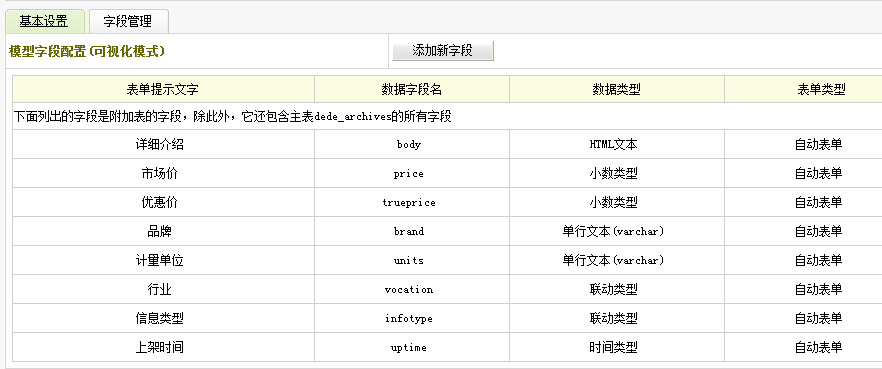 基本设置 字段管理
模型字段配置(可视化模式) 添加新字段
表单提示文字 数据字段名 数据类型 表单类型
下面列出的字段是附加表的字段，除此外，它还包含主表dede_archives的所有字段
详细介绍 body HTML文本 自动表单
市场价 price 小数类型 自动表单
优惠价 trueprice 小数类型 自动表单
品牌 brand 单行文本(varchar) 自动表单
计量单位 units 单行文本(varchar) 自动表单
行业 vocation 联动类型 自动表单
信息类型 infotype 联动类型 自动表单
上架时间 uptime 时间类型 自动表单